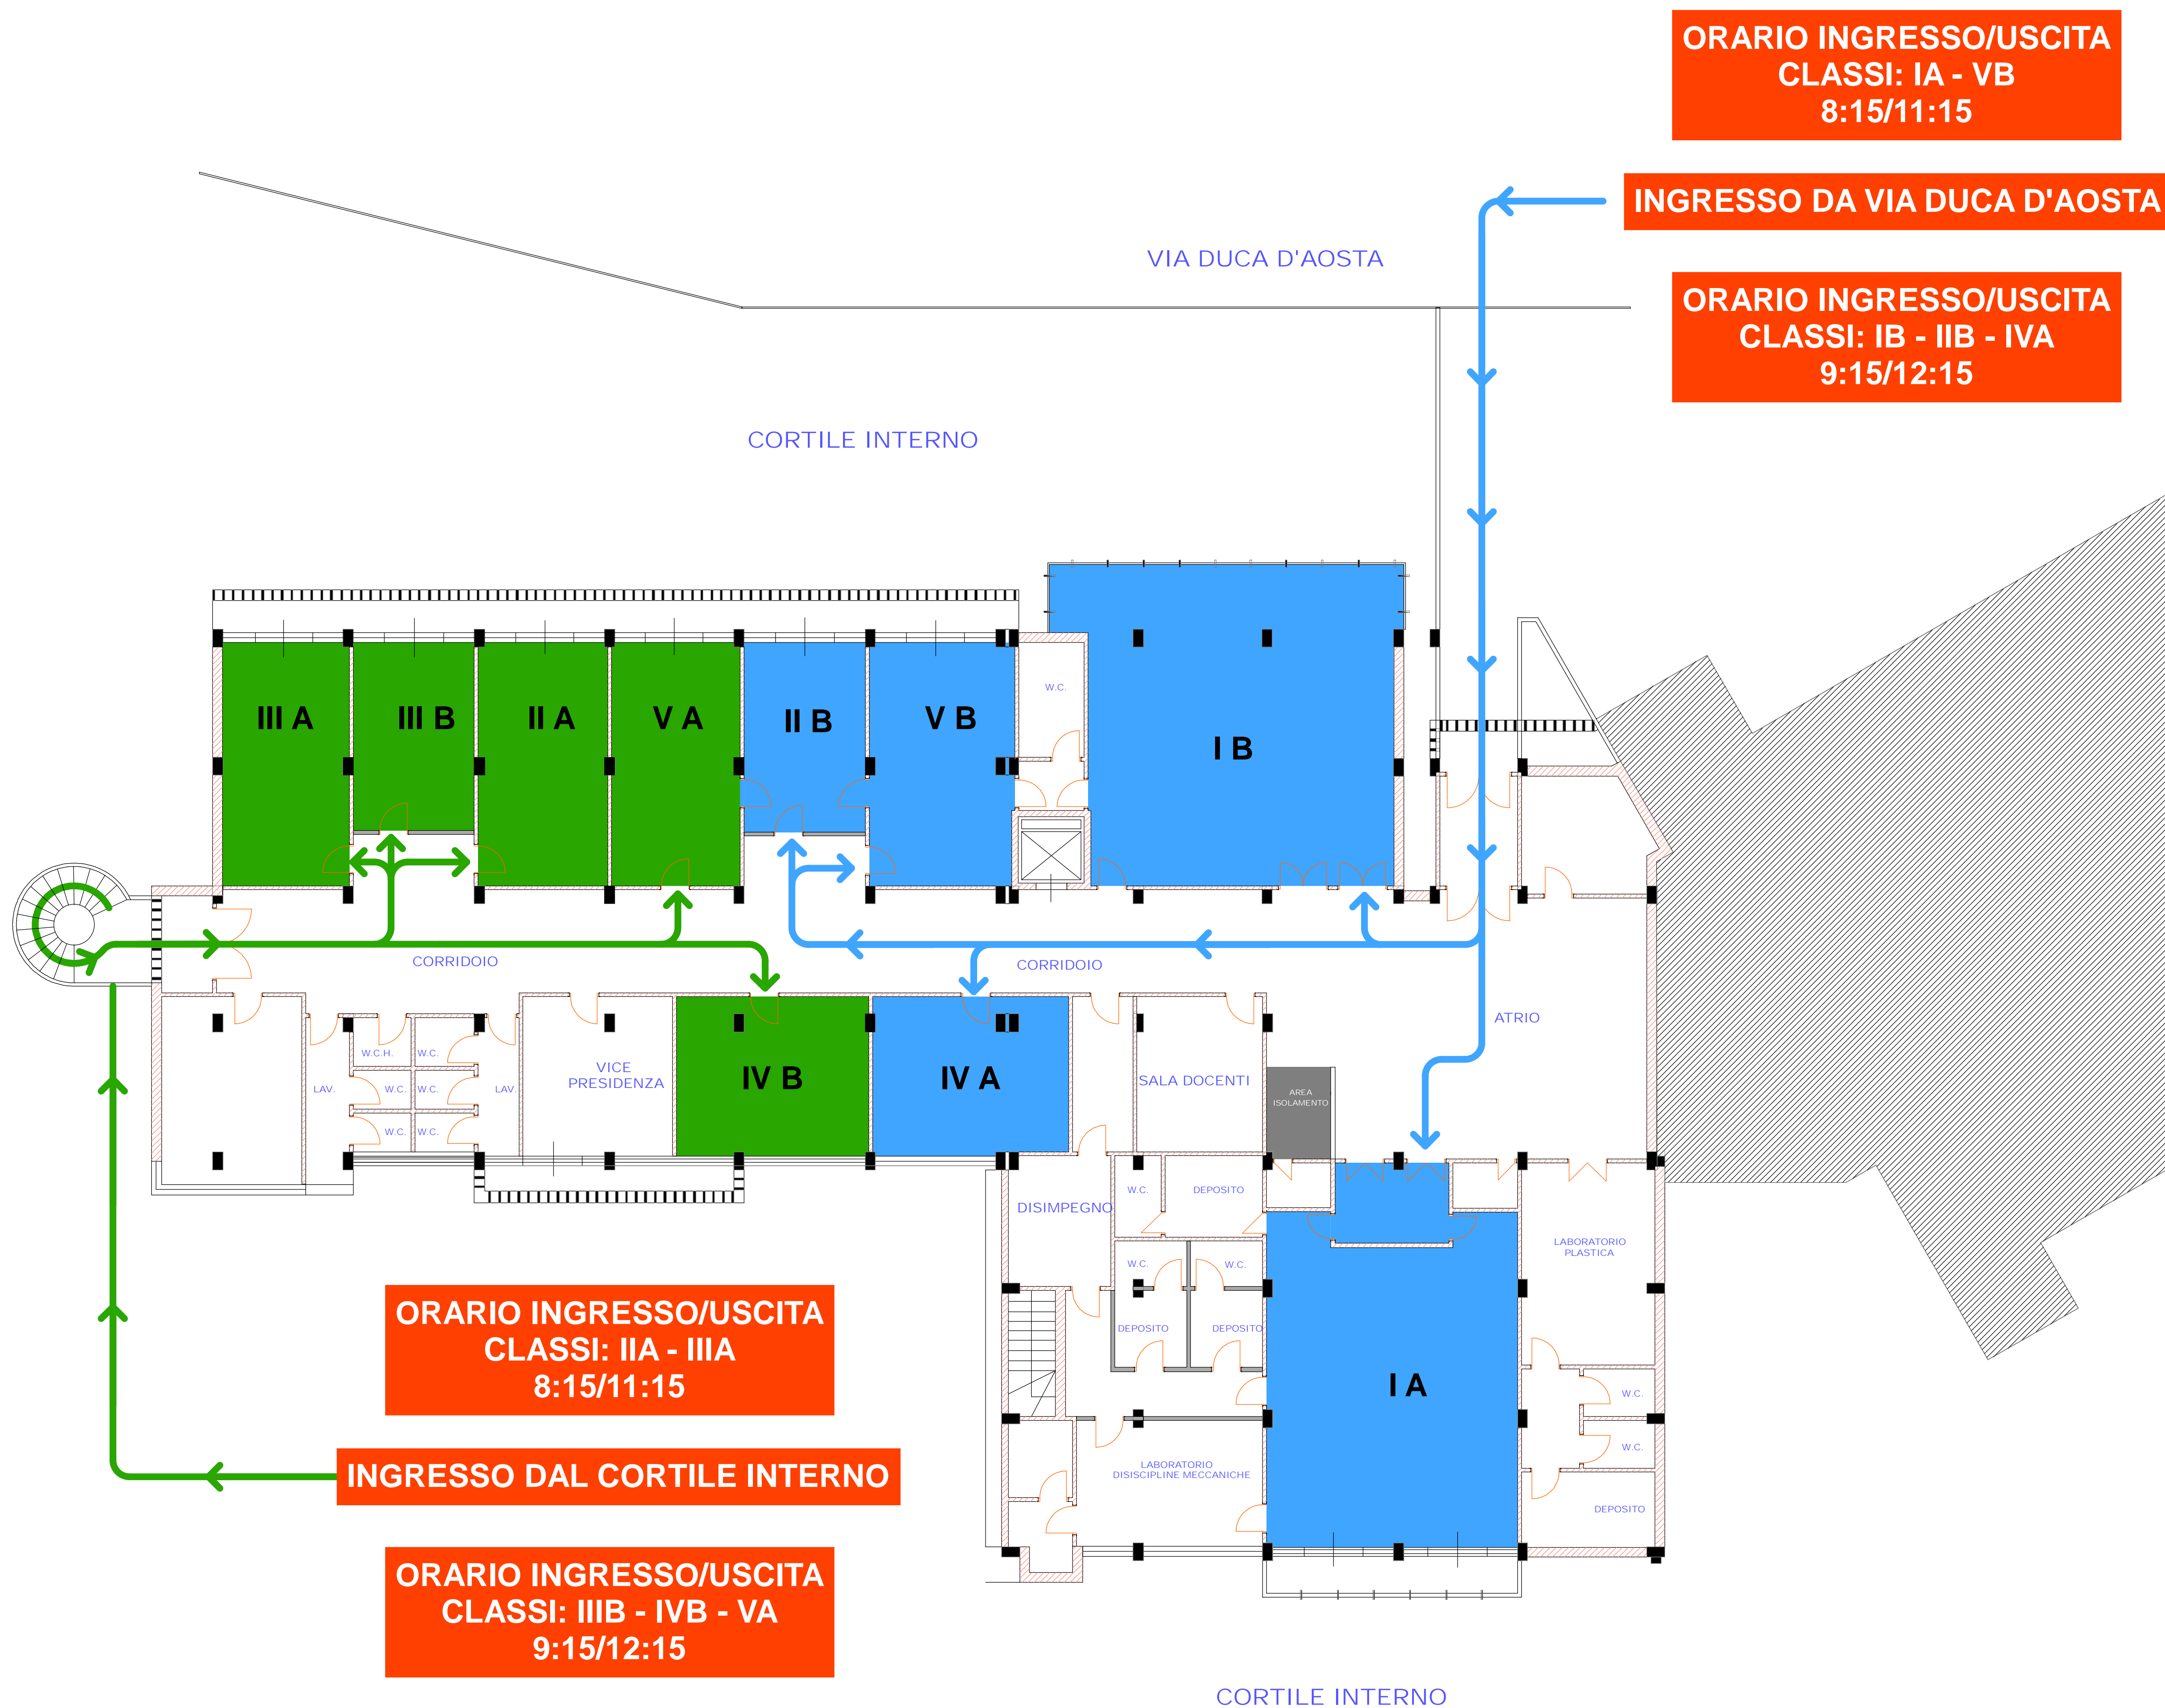 ORARIO INGRESSO/USCITA
CLASSI: IA - VB
8:15/11:15
INGRESSO DA VIA DUCA D'AOSTA
VIA DUCA D'AOSTA
ORARIO INGRESSO/USCITA
CLASSI: IB - IIB - IVA
9:15/12:15
CORTILE INTERNO
W.C.
III A
III B
II A
V A
II B
V B
I B
CORRIDOIO
CORRIDOIO
ATRIO
W.C.H.
W.C.
VICE
PRESIDENZA
IV B
IV A
SALA DOCENTI
LAV.
W.C.
W.C.
LAV.
AREA
ISOLAMENTO
W.C.
W.C.
W.C.
DEPOSITO
DISIMPEGNO
LABORATORIO
PLASTICA
W.C.
W.C.
DEPOSITO
DEPOSITO
ORARIO INGRESSO/USCITA
CLASSI: IIA - IIIA
8:15/11:15
I A
W.C.
W.C.
INGRESSO DAL CORTILE INTERNO
LABORATORIO
DISISCIPLINE MECCANICHE
DEPOSITO
ORARIO INGRESSO/USCITA
CLASSI: IIIB - IVB - VA
9:15/12:15
CORTILE INTERNO